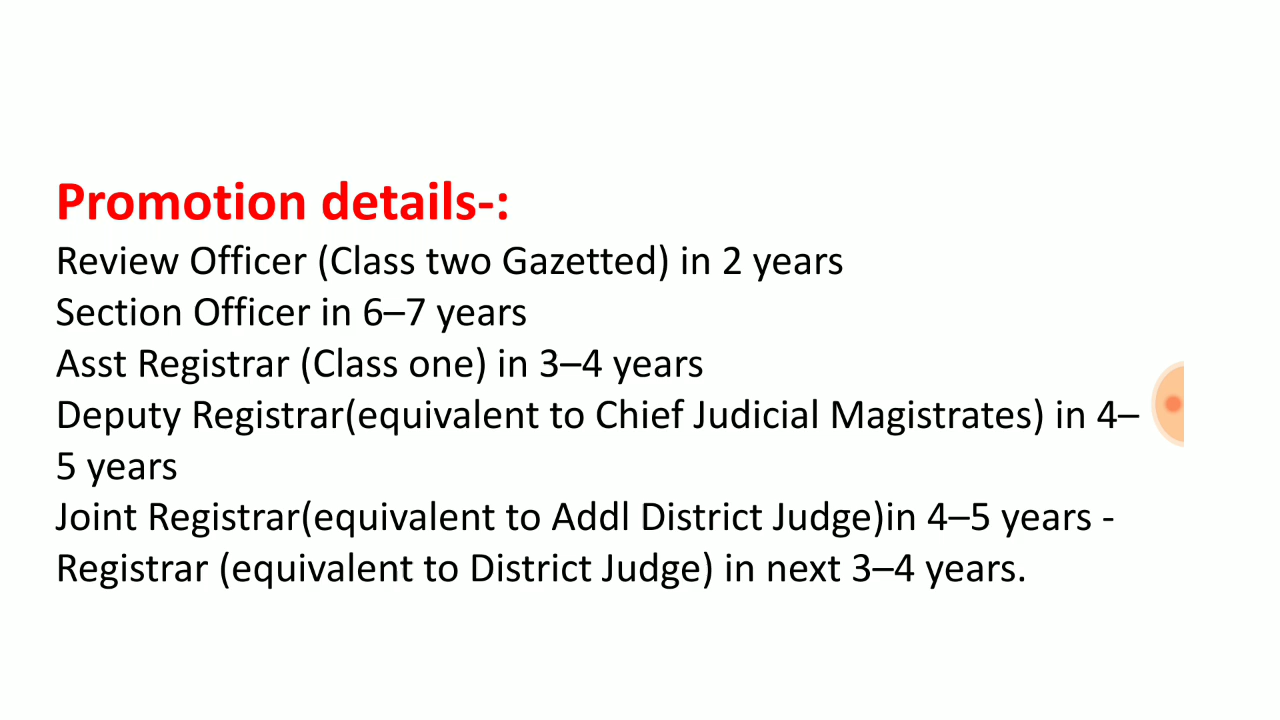 Promotion details-:
Review Officer (Class two Gazetted) in 2 years
Section Officer in 6–7 years
Asst Registrar (Class one) in 3–4 years
Deputy Registrar(equivalent to Chief Judicial Magistrates) in 4–
5 years
Joint Registrar(equivalent to Addl District Judge)in 4–5 years -
Registrar (equivalent to District Judge) in next 3–4 years.